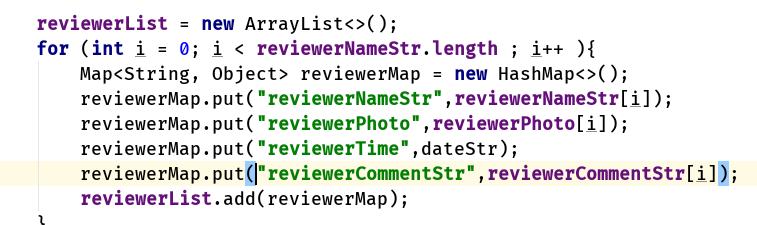 reviewerList = new ArrayList<>();
for (int i = 0; i < reviewerNameStr.length ; i++ ){
Map<String, Object> reviewerMap = new HashMap<>();
reviewerMap.put("reviewerNameStr",reviewerNameStr[i]);
reviewerMap.put("reviewerPhoto",reviewerPhoto[i]);
reviewerMap.put("reviewerTime",dateStr);
reviewerMap.put("reviewerCommentStr",reviewerCommentStr[i]);
reviewerList.add(reviewerMap);
}